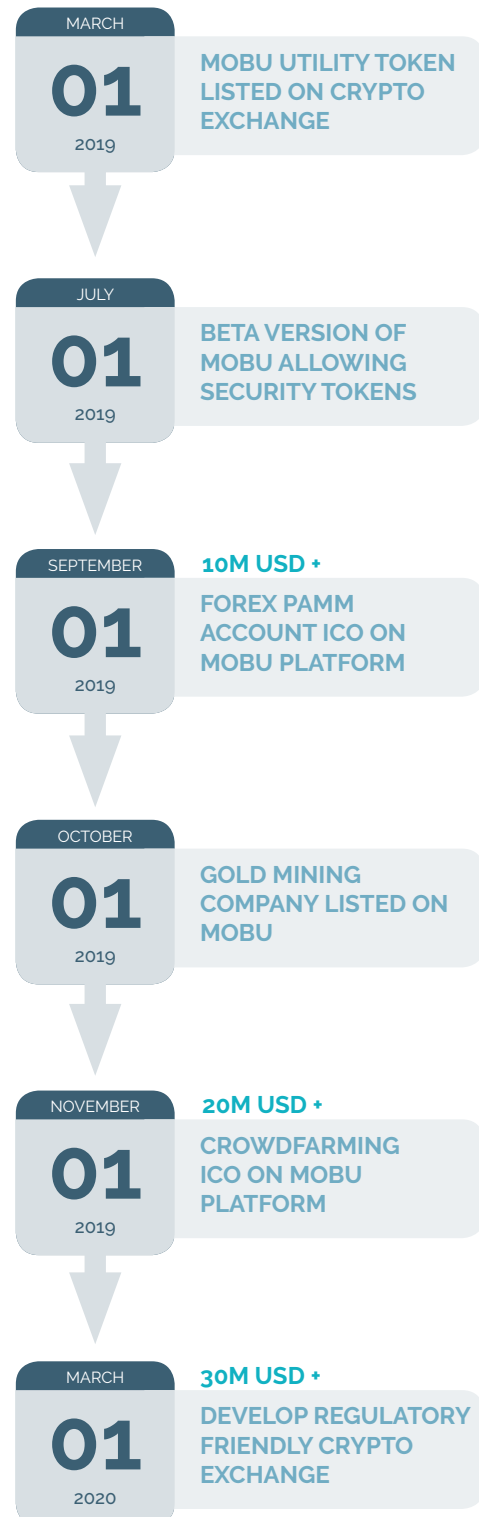 MARCH
01
2019
MOBU UTILITY TOKEN
LISTED ON CRYPTO
EXCHANGE
JULY
01
2019
BETA VERSION OF
MOBU ALLOWING
SECURITY TOKENS
SEPTEMBER
01
2019
10M USD +
FOREX PAMM
ACCOUNT ICO ON
MOBU PLATFORM
OCTOBER
01
2019
GOLD MINING
COMPANY LISTED ON
MOBU
NOVEMBER
01
2019
20M USD +
CROWDFARMING
ICO ON MOBU
PLATFORM
MARCH
01
2020
30M USD +
DEVELOP REGULATORY
FRIENDLY CRYPTO
EXCHANGE